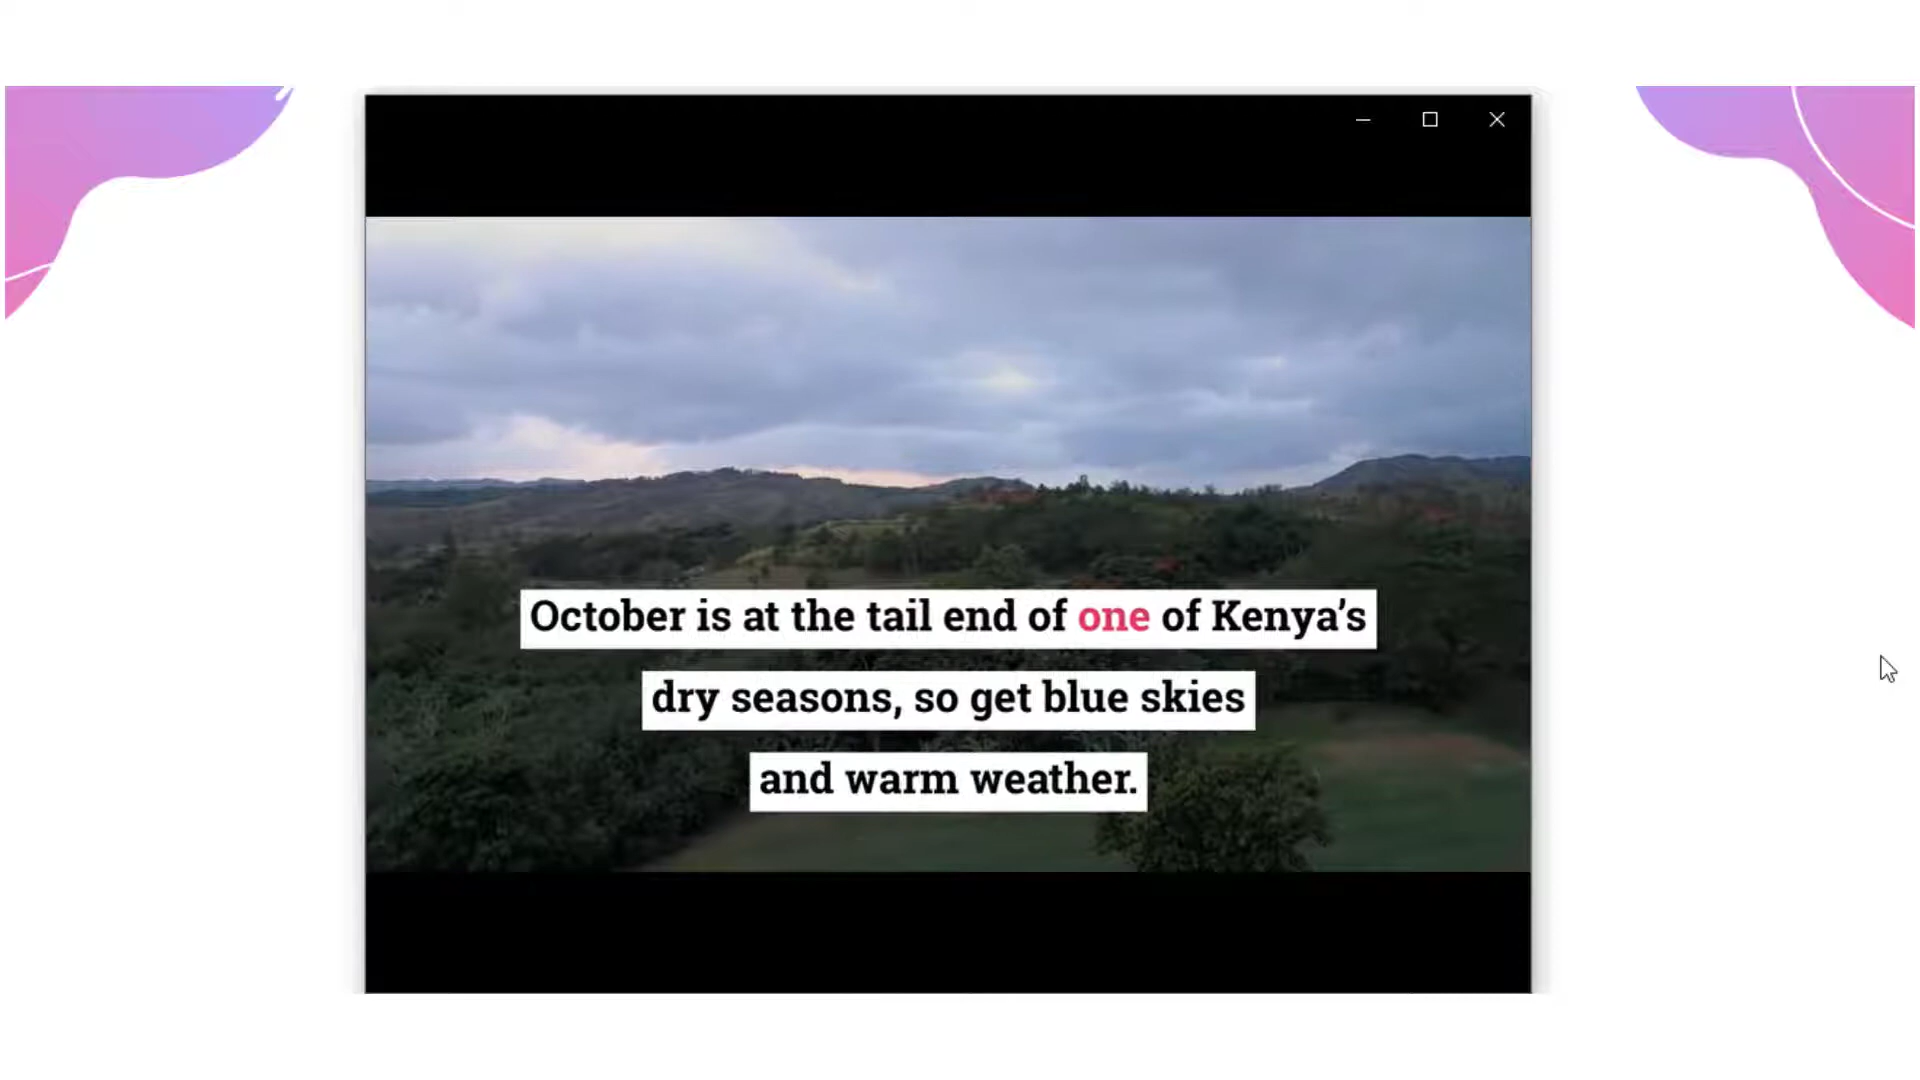 October is at the tail end of one of Kenya’s
dry seasons, so get blue skies
and warm weather.